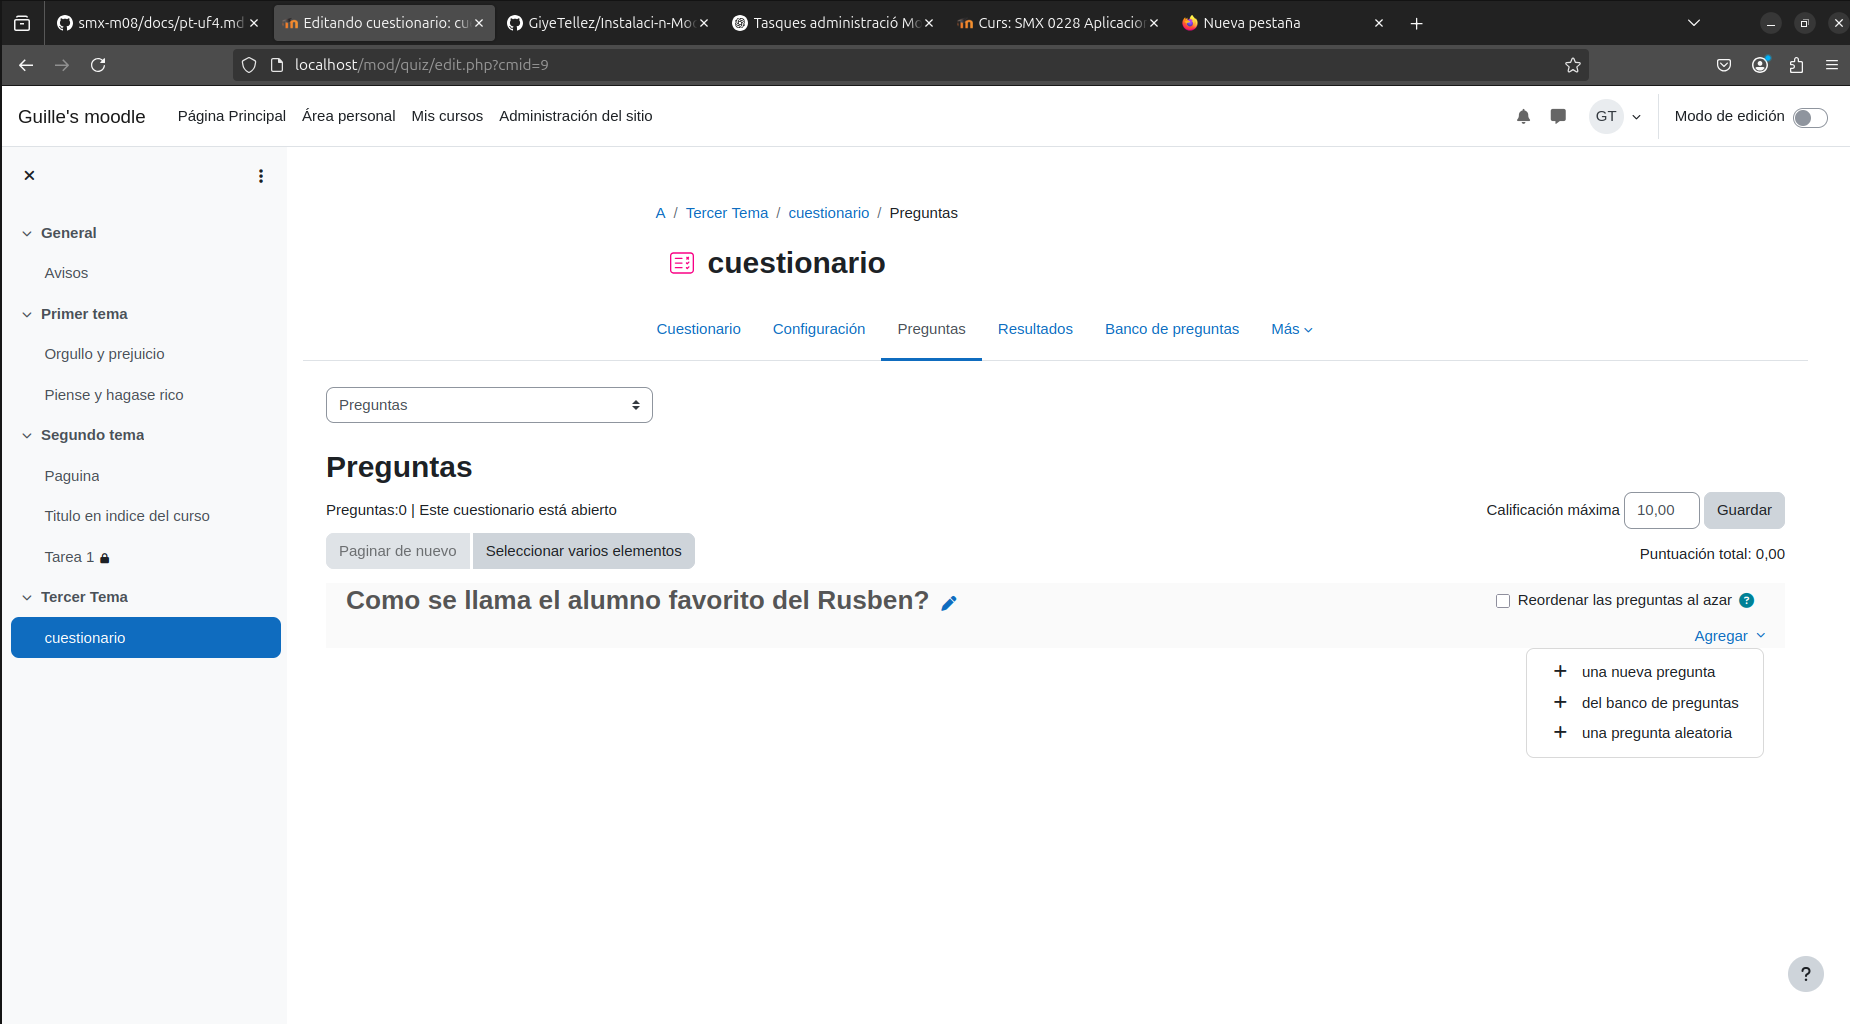 smx-m08/docs/pt-uf4.md
Editando cuestionario: cu
GiyeTellez/Instalaci-n-Moo
Tasques administració Mo
Curs: SMX 0228 Aplicacion
Nueva pestaña
localhost/mod/quiz/edit.php?cmid=9
Guille's moodle
Página Principal
Área personal
Mis cursos
Administración del sitio
GT
Modo de edición
General
Avisos
Primer tema
Orgullo y prejuicio
Piense y hagase rico
Segundo tema
Paguina
Titulo en indice del curso
Tarea 1
Tercer Tema
cuestionario
A / Tercer Tema / cuestionario / Preguntas
cuestionario
Cuestionario
Configuración
Preguntas
Resultados
Banco de preguntas
Más
Preguntas
Preguntas
Preguntas:0 | Este cuestionario está abierto
Calificación máxima 10,00 Guardar
Paginar de nuevo
Seleccionar varios elementos
Puntuación total: 0,00
Como se llama el alumno favorito del Rusben?
Reordenar las preguntas al azar ?
Agregar
+ una nueva pregunta
+ del banco de preguntas
+ una pregunta aleatoria
?